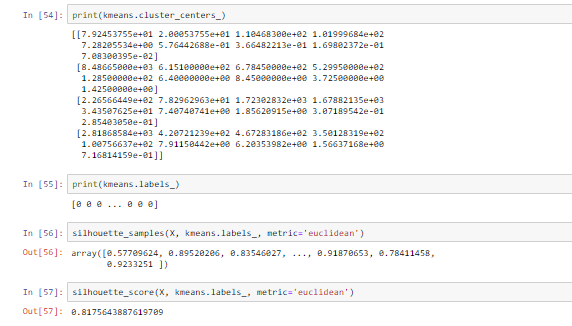 In [54]: print(kmeans.cluster_centers_)
[[7.92453755e+01 2.00053755e+01 1.10468300e+02 1.01999684e+02
7.28205534e+00 5.76442688e-01 3.66482213e-01 1.69802372e-01
7.08300395e-02]
[8.48665000e+03 6.15100000e+02 6.78450000e+02 5.29950000e+02
1.28500000e+02 6.40000000e+00 8.45000000e+00 3.72500000e+00
1.42500000e+00]
[2.26566449e+02 7.82962963e+01 1.72302832e+03 1.67882135e+03
3.43507625e+01 7.40740741e+00 1.85620915e+00 3.07189542e-01
2.85403050e-01]
[2.81868584e+03 4.20721239e+02 4.67283186e+02 3.50128319e+02
1.00756637e+02 7.91150442e+00 6.20353982e+00 1.56637168e+00
7.16814159e-01]]
In [55]: print(kmeans.labels_)
[0 0 0 ... 0 0 0]
In [56]: silhouette_samples(X, kmeans.labels_, metric='euclidean')
Out[56]: array([0.57709624, 0.89520206, 0.83546027, ..., 0.91870653, 0.78411458,
0.9233251 ])
In [57]: silhouette_score(X, kmeans.labels_, metric='euclidean')
Out[57]: 0.8175643887619709